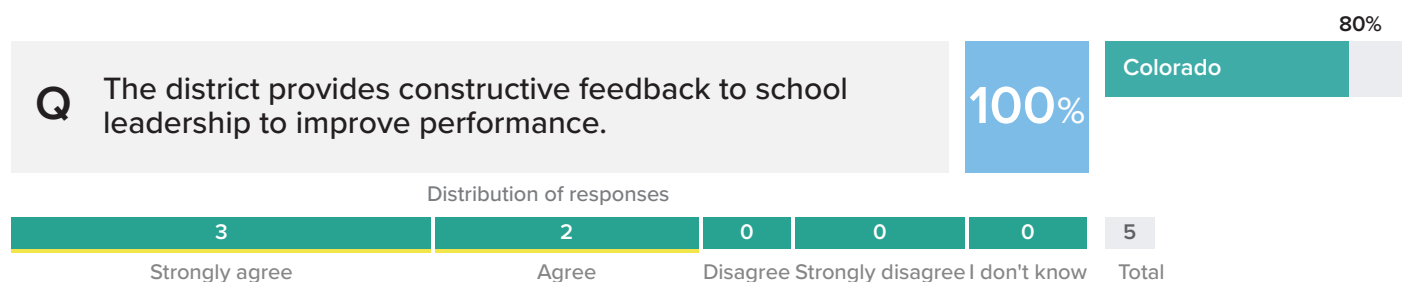 80%
Q
The district provides constructive feedback to school
leadership to improve performance.
100%
Colorado
Distribution of responses
3 2 0 0 0 5
Strongly agree Agree Disagree Strongly disagree I don't know Total